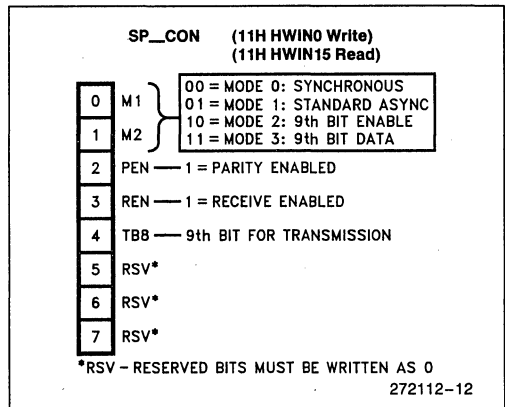 SP__CON (11H HWIN0 Write)
(11H HWIN15 Read)
00 = MODE 0: SYNCHRONOUS
01 = MODE 1: STANDARD ASYNC
10 = MODE 2: 9th BIT ENABLE
11 = MODE 3: 9th BIT DATA
0 M1
1 M2
2 PEN — 1 = PARITY ENABLED
3 REN — 1 = RECEIVE ENABLED
4 TB8 — 9th BIT FOR TRANSMISSION
5 RSV*
6 RSV*
7 RSV*
*RSV – RESERVED BITS MUST BE WRITTEN AS 0
272112–12